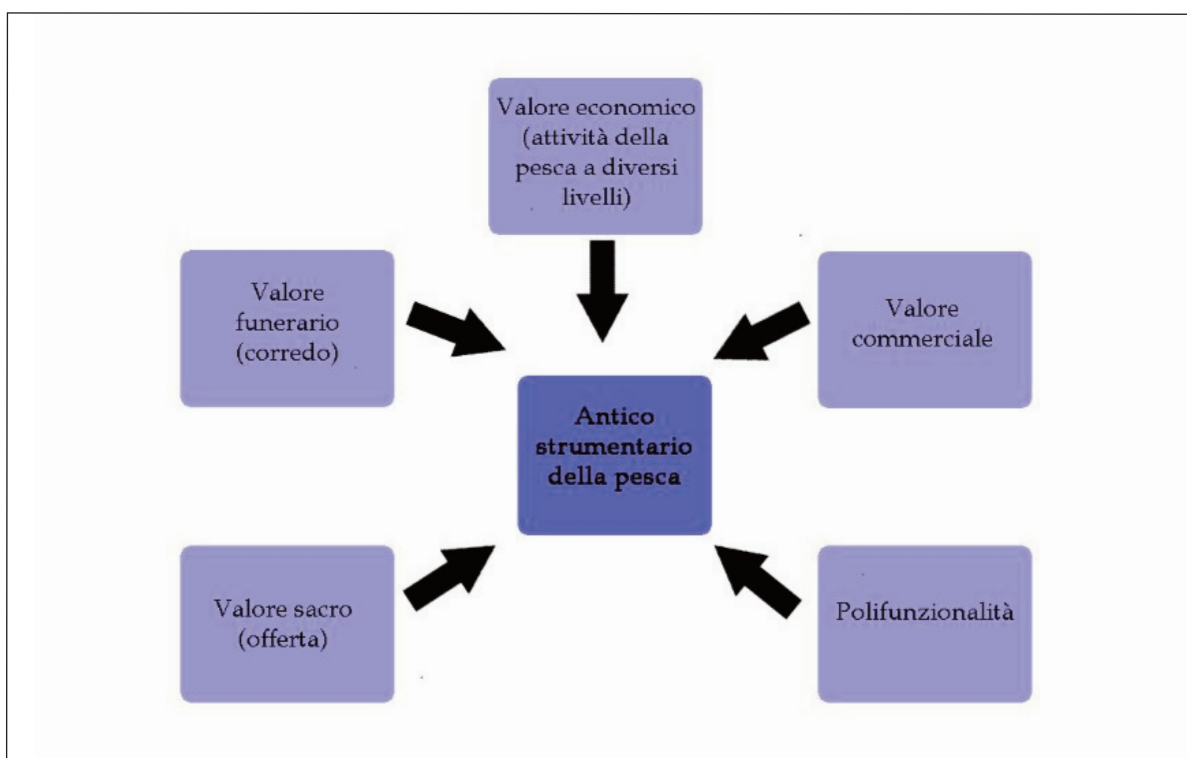 Valore economico
(attività della
pesca a diversi
livelli)
Valore
funerario
(corredo)
Valore
commerciale
Antico
strumentario
della pesca
Valore sacro
(offerta)
Polifunzionalità